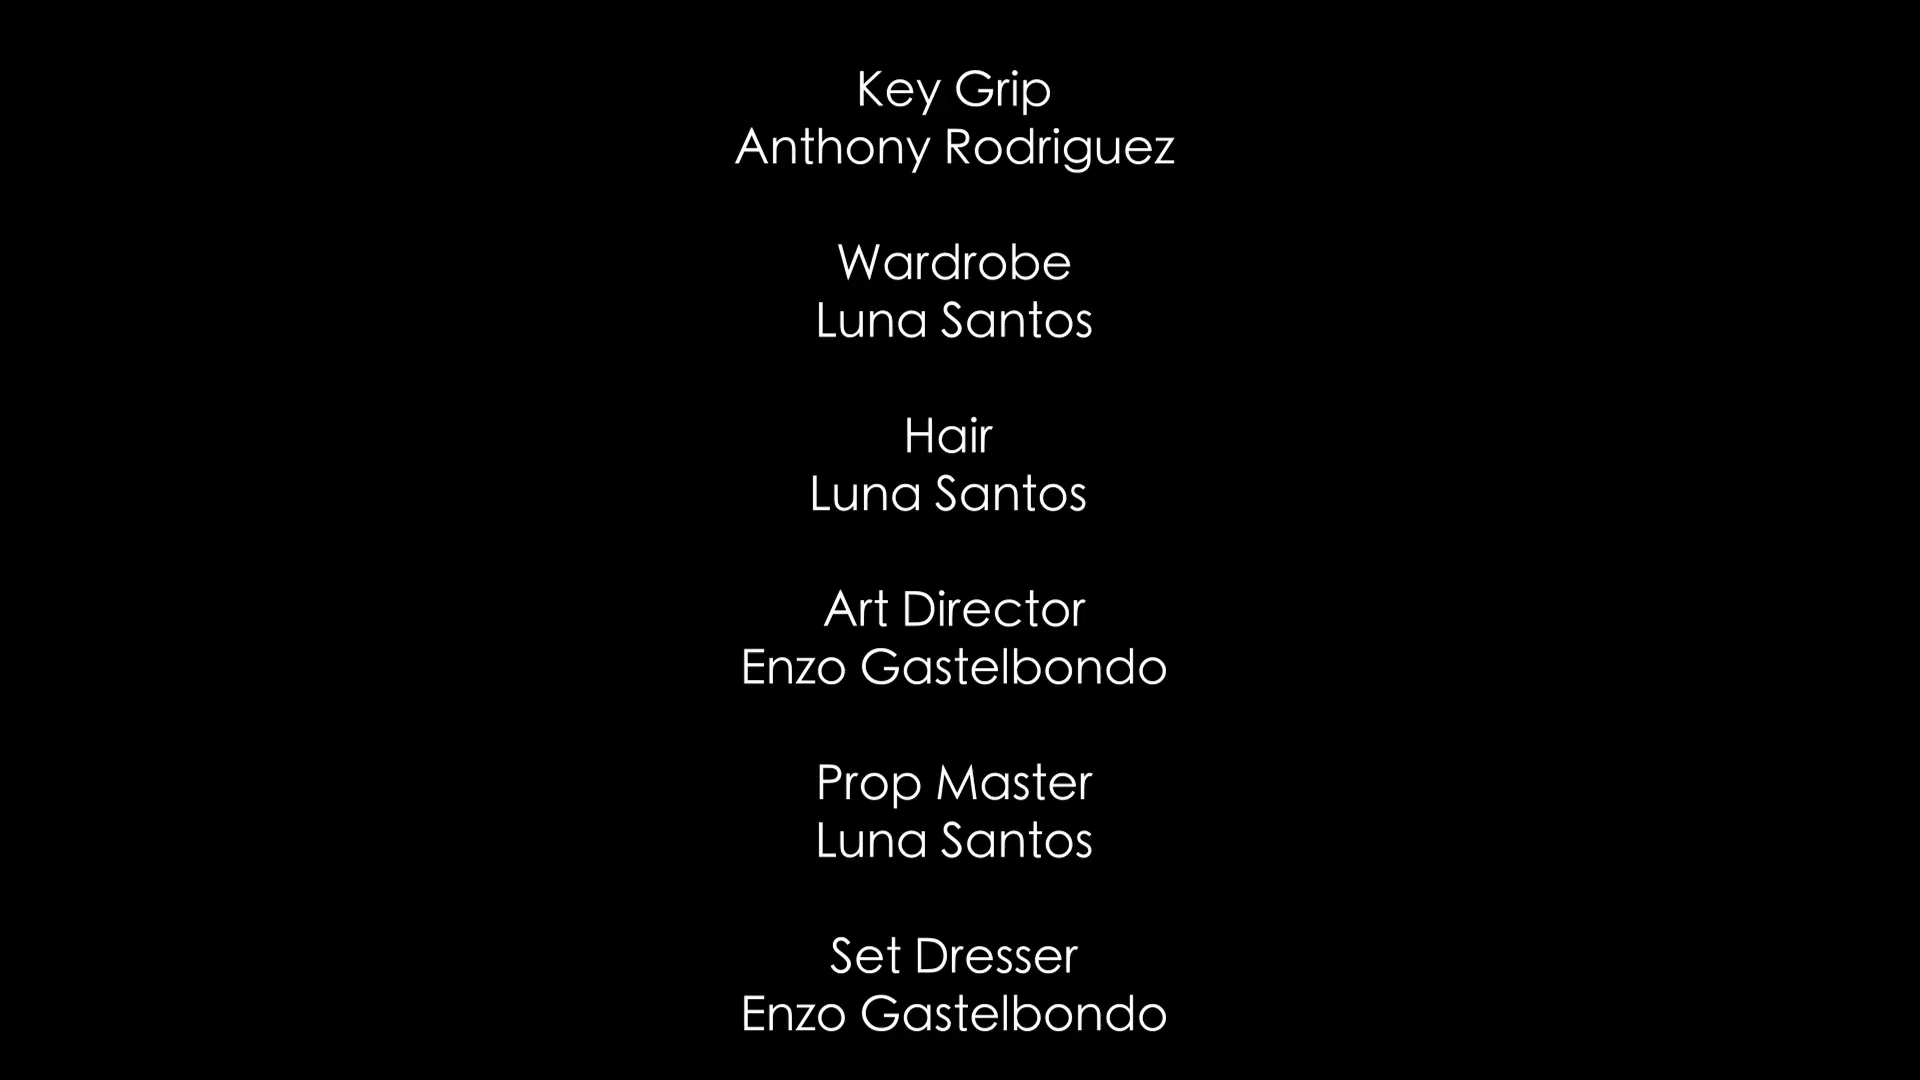 Key Grip
Anthony Rodriguez
Wardrobe
Luna Santos
Hair
Luna Santos
Art Director
Enzo Gastelbondo
Prop Master
Luna Santos
Set Dresser
Enzo Gastelbondo